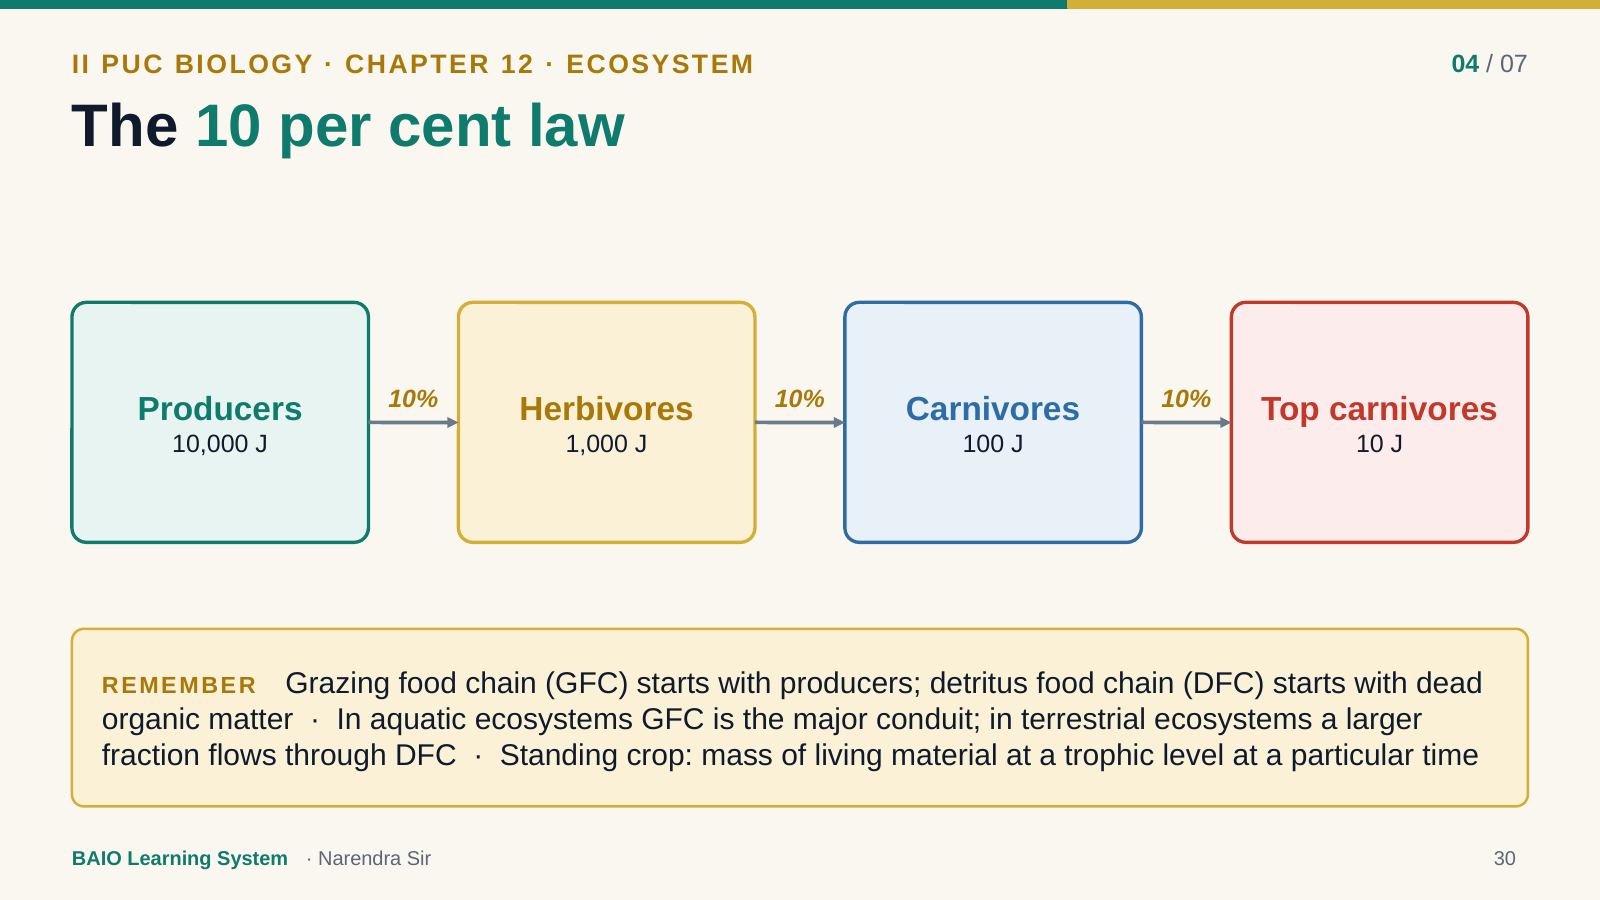 II PUC BIOLOGY · CHAPTER 12 · ECOSYSTEM
04 / 07
The 10 per cent law
Producers
10,000 J
10%
Herbivores
1,000 J
10%
Carnivores
100 J
10%
Top carnivores
10 J
REMEMBER Grazing food chain (GFC) starts with producers; detritus food chain (DFC) starts with dead
organic matter · In aquatic ecosystems GFC is the major conduit; in terrestrial ecosystems a larger
fraction flows through DFC · Standing crop: mass of living material at a trophic level at a particular time
BAIO Learning System · Narendra Sir
30